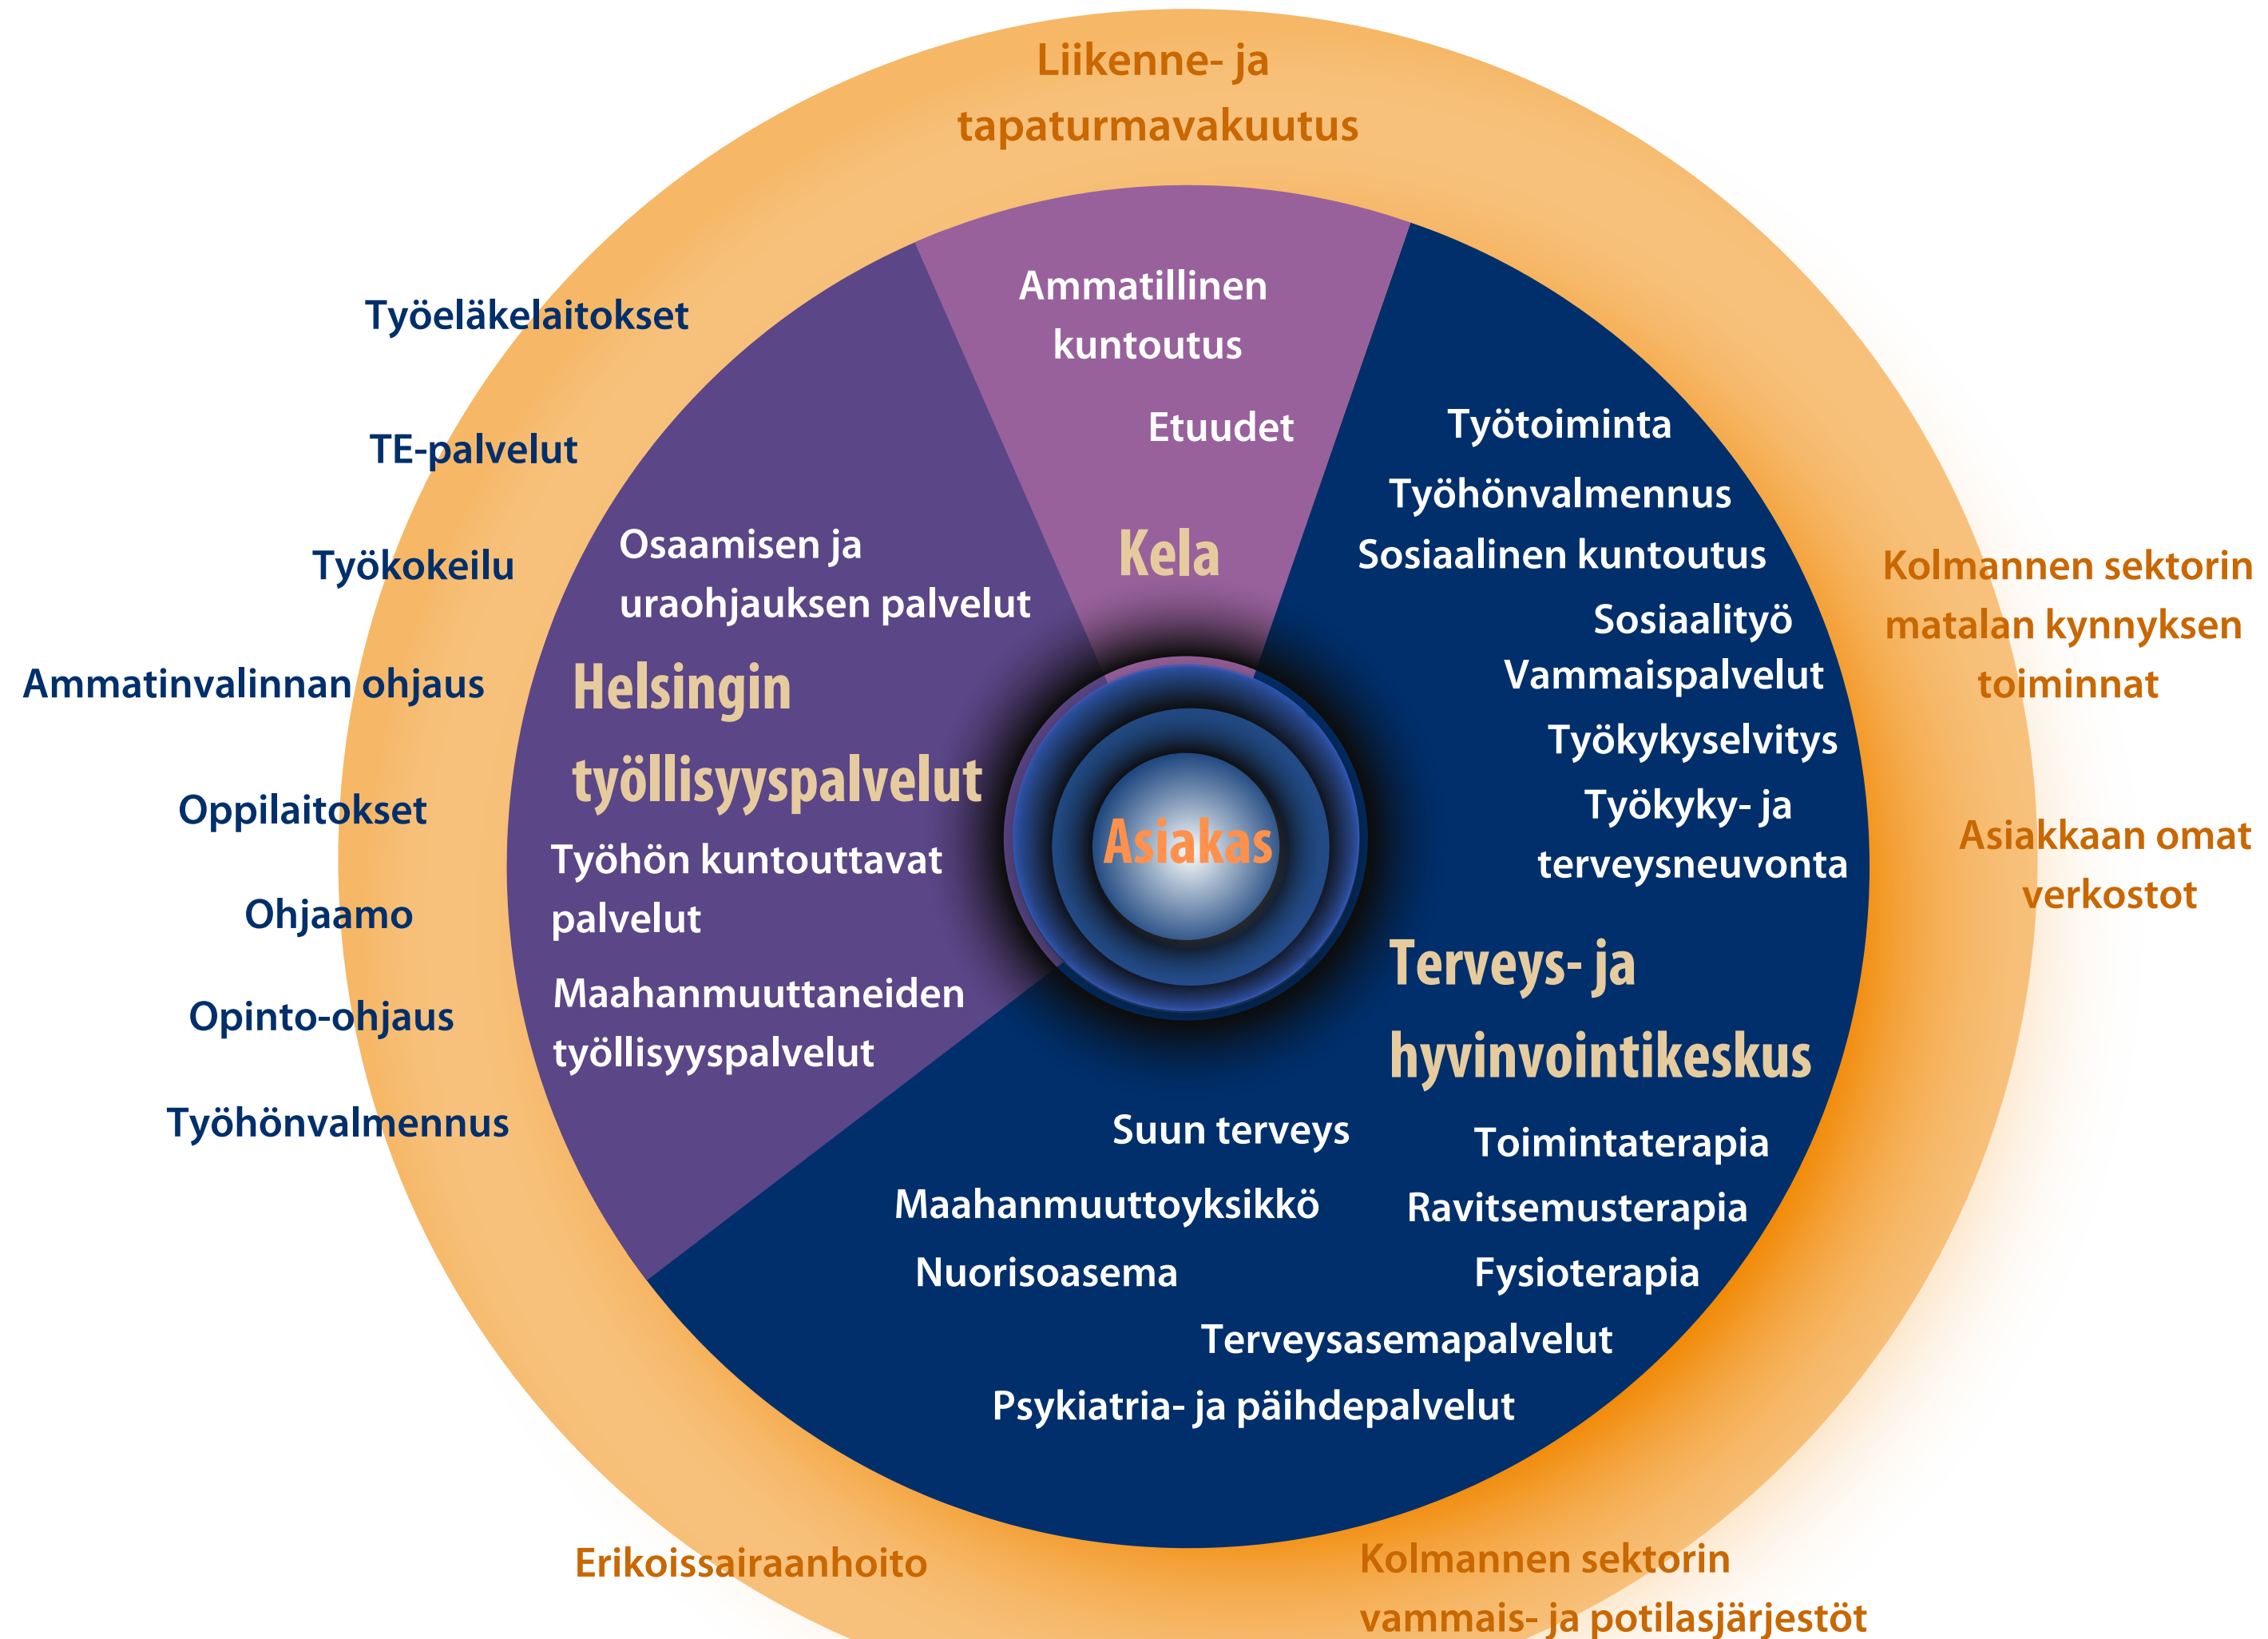 Liikenne- ja
tapaturmavakuutus
Työeläkelaitokset
TE-palvelut
Työkokeilu
Ammatinvalinnan ohjaus
Oppilaitokset
Ohjaamo
Opinto-ohjaus
Työhönvalmennus
Ammatillinen
kuntoutus
Etuudet
Kela
Osaamisen ja
uraohjauksen palvelut
Helsingin
työllisyyspalvelut
Työhön kuntouttavat
palvelut
Maahanmuuttaneiden
työllisyyspalvelut
Asiakas
Työtoiminta
Työhönvalmennus
Sosiaalinen kuntoutus
Sosiaalityö
Vammaispalvelut
Työkykyselvitys
Työkyky- ja
terveysneuvonta
Terveys- ja
hyvinvointikeskus
Suun terveys
Maahanmuuttoyksikkö
Nuorisoasema
Toimintaterapia
Ravitsemusterapia
Fysioterapia
Terveysasemapalvelut
Psykiatria- ja päihdepalvelut
Kolmannen sektorin
matalan kynnyksen
toiminnat
Asiakkaan omat
verkostot
Erikoissairaanhoito
Kolmannen sektorin
vammais- ja potilasjärjestöt